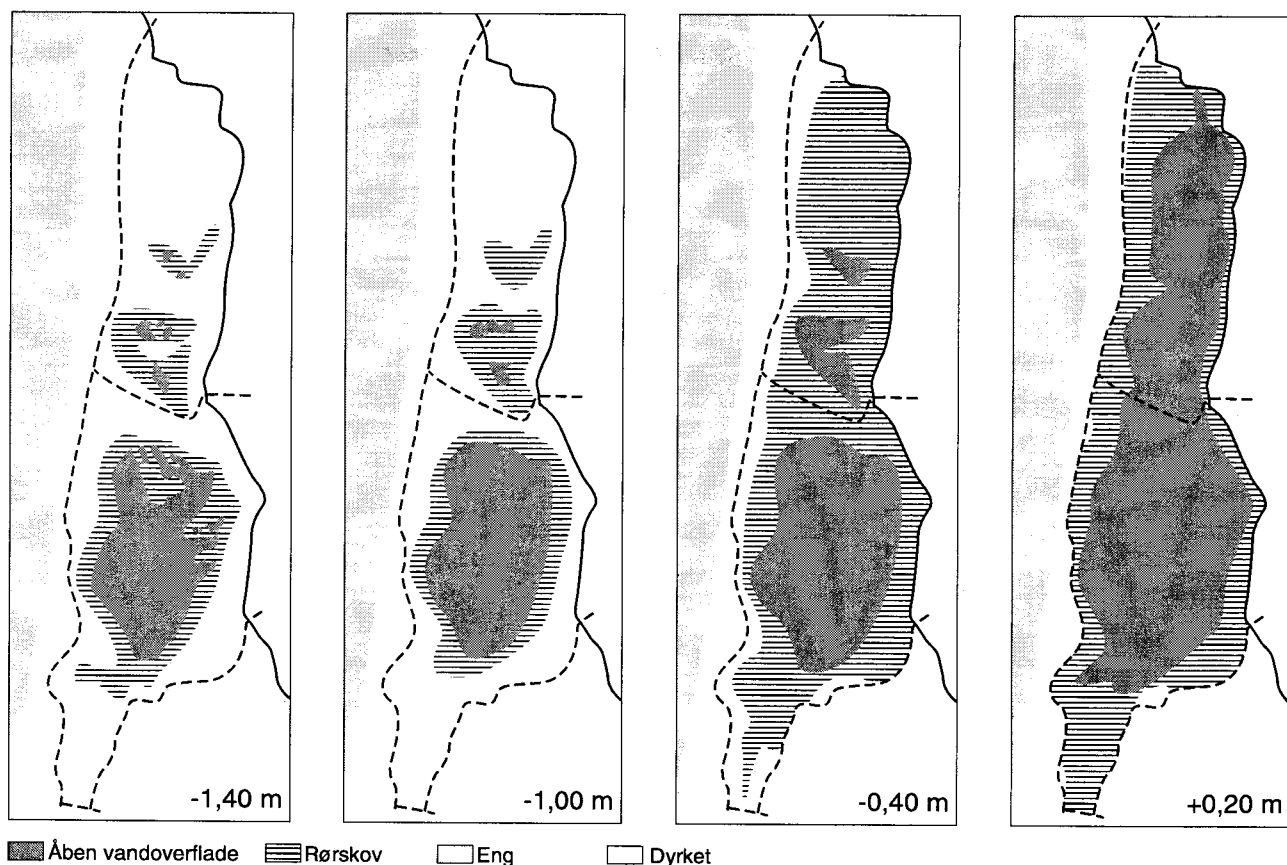 -1,40 m
-1,00 m
-0,40 m
+0,20 m
Åben vandoverflade Rørskov Eng Dyrket